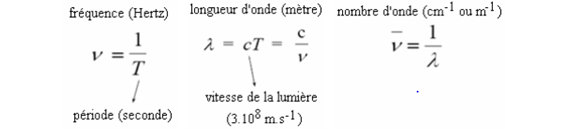 fréquence (Hertz)
ν = 1/T
période (seconde)
longueur d'onde (mètre)
λ = cT = c/ν
vitesse de la lumière
(3.10⁸ m.s⁻¹)
nombre d'onde (cm⁻¹ ou m⁻¹)
ν̅ = 1/λ